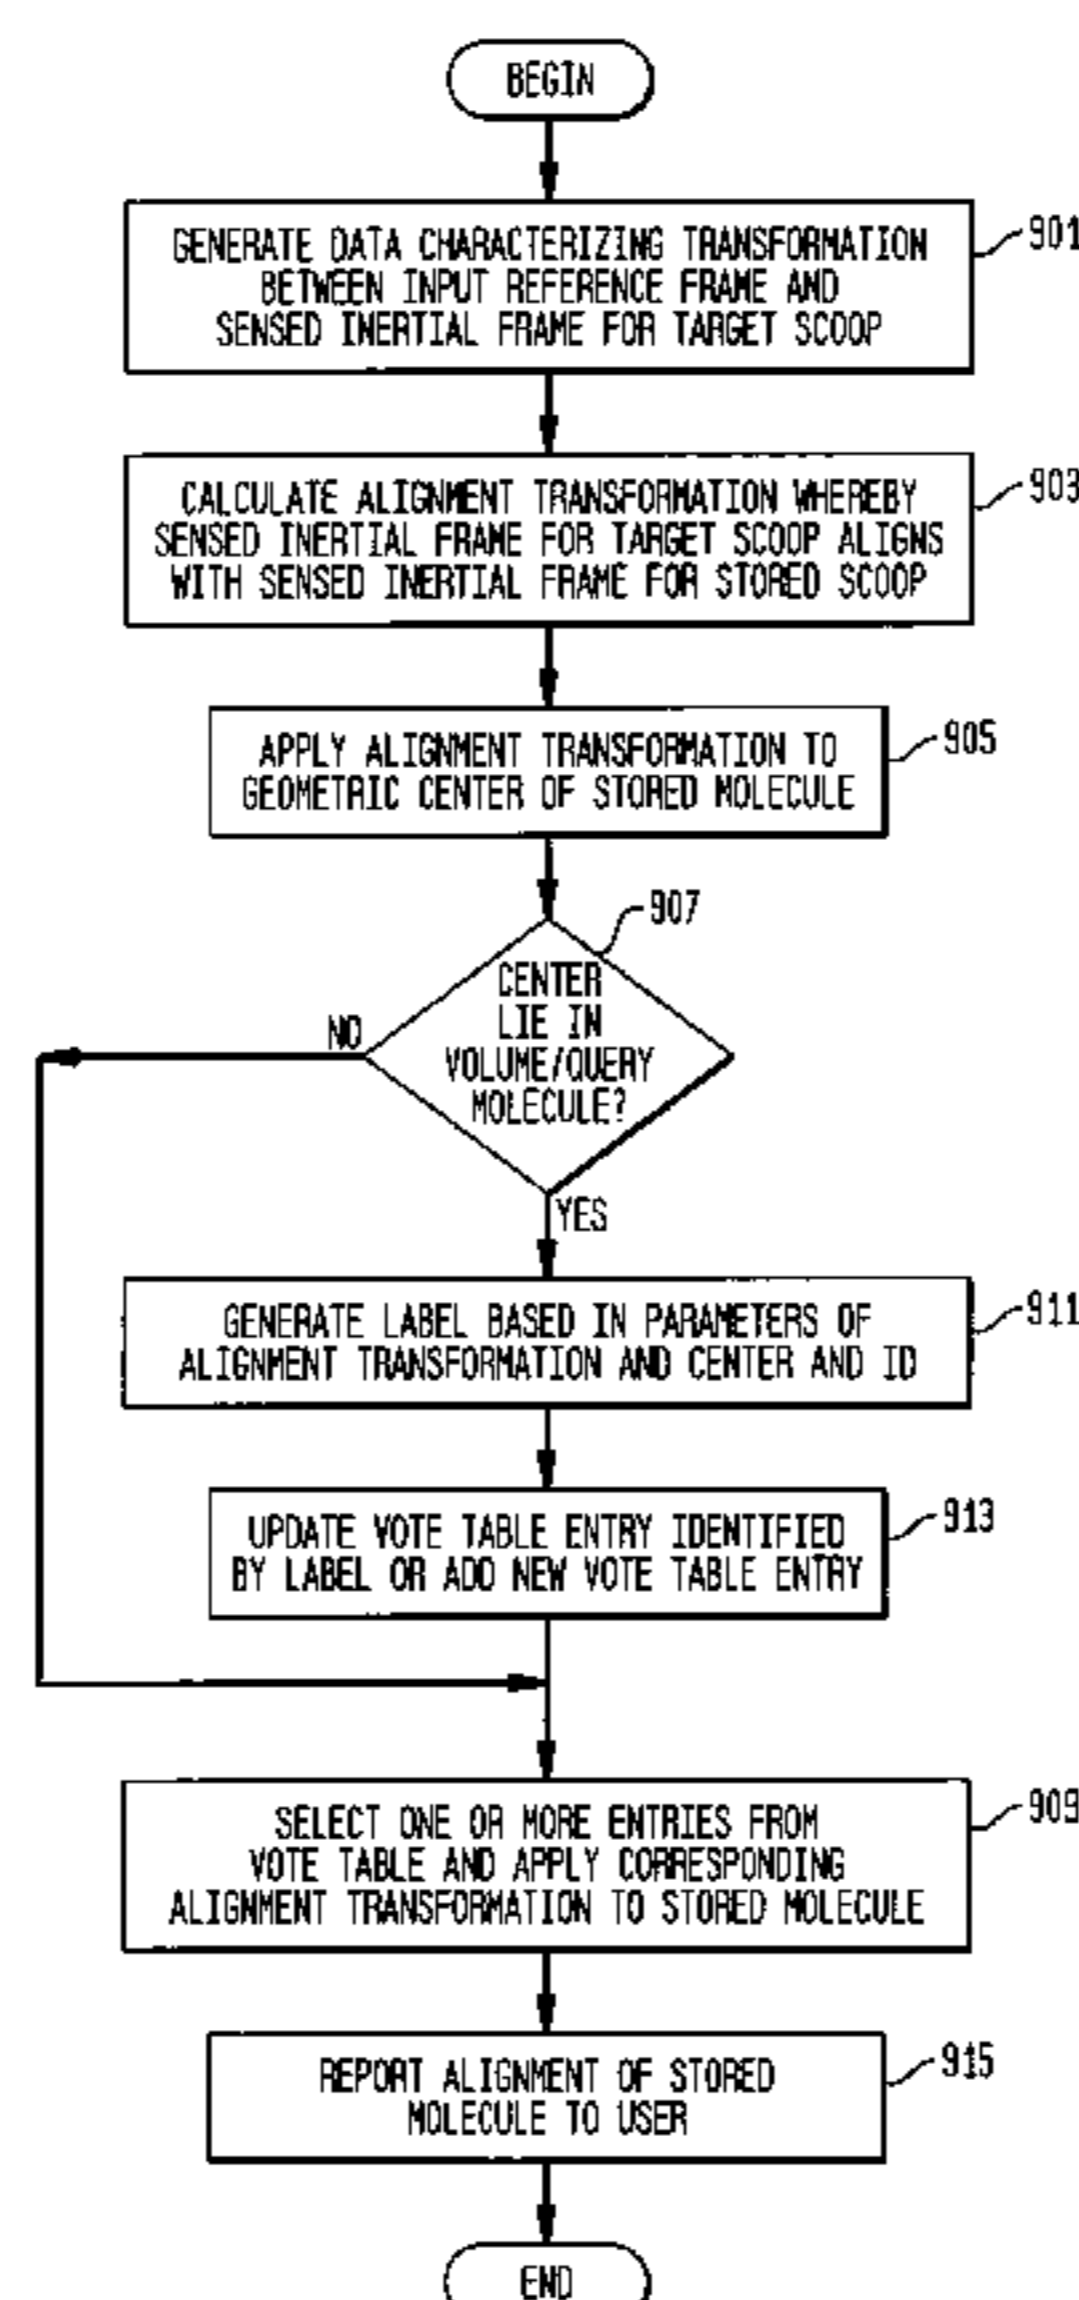 BEGIN
GENERATE DATA CHARACTERIZING TRANSFORMATION
BETWEEN INPUT REFERENCE FRAME AND
SENSED INERTIAL FRAME FOR TARGET SCOOP
901
CALCULATE ALIGNMENT TRANSFORMATION WHEREBY
SENSED INERTIAL FRAME FOR TARGET SCOOP ALIGNS
WITH SENSED INERTIAL FRAME FOR STORED SCOOP
903
APPLY ALIGNMENT TRANSFORMATION TO
GEOMETRIC CENTER OF STORED MOLECULE
905
907
CENTER
LIE IN
VOLUME/QUERY
MOLECULE?
NO
YES
GENERATE LABEL BASED IN PARAMETERS OF
ALIGNMENT TRANSFORMATION AND CENTER AND ID
911
UPDATE VOTE TABLE ENTRY IDENTIFIED
BY LABEL OR ADD NEW VOTE TABLE ENTRY
913
SELECT ONE OR MORE ENTRIES FROM
VOTE TABLE AND APPLY CORRESPONDING
ALIGNMENT TRANSFORMATION TO STORED MOLECULE
909
REPORT ALIGNMENT OF STORED
MOLECULE TO USER
915
END